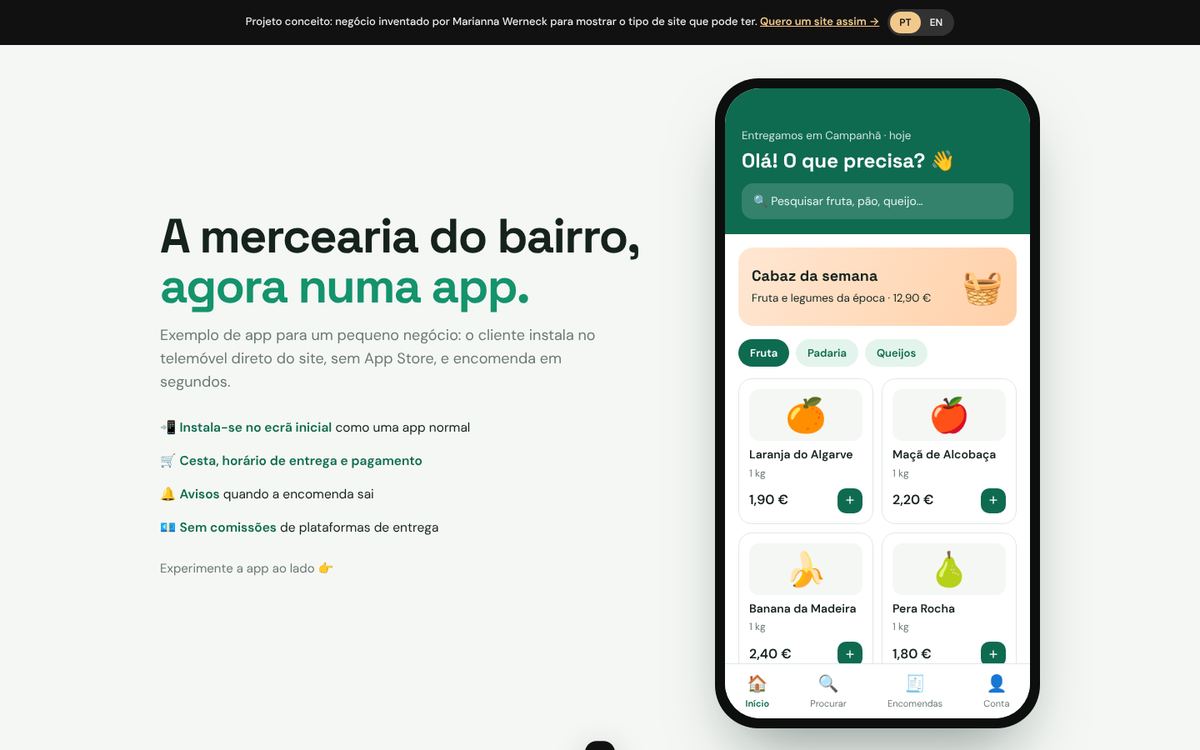 Projeto conceito: negócio inventado por Marianna Werneck para mostrar o tipo de site que pode ter. Quero um site assim → PT EN
A mercearia do bairro,
agora numa app.
Exemplo de app para um pequeno negócio: o cliente instala no
telemóvel direto do site, sem App Store, e encomenda em
segundos.
📲 Instala-se no ecrã inicial como uma app normal
🛒 Cesta, horário de entrega e pagamento
🔔 Avisos quando a encomenda sai
💶 Sem comissões de plataformas de entrega
Experimente a app ao lado 👉
Entregamos em Campanhã · hoje
Olá! O que precisa? 👋
🔍 Pesquisar fruta, pão, queijo…
Cabaz da semana
Fruta e legumes da época · 12,90 €
Fruta Padaria Queijos
Laranja do Algarve
1 kg
1,90 € +
Maçã de Alcobaça
1 kg
2,20 € +
Banana da Madeira
1 kg
2,40 € +
Pera Rocha
1 kg
1,80 € +
Início Procurar Encomendas Conta